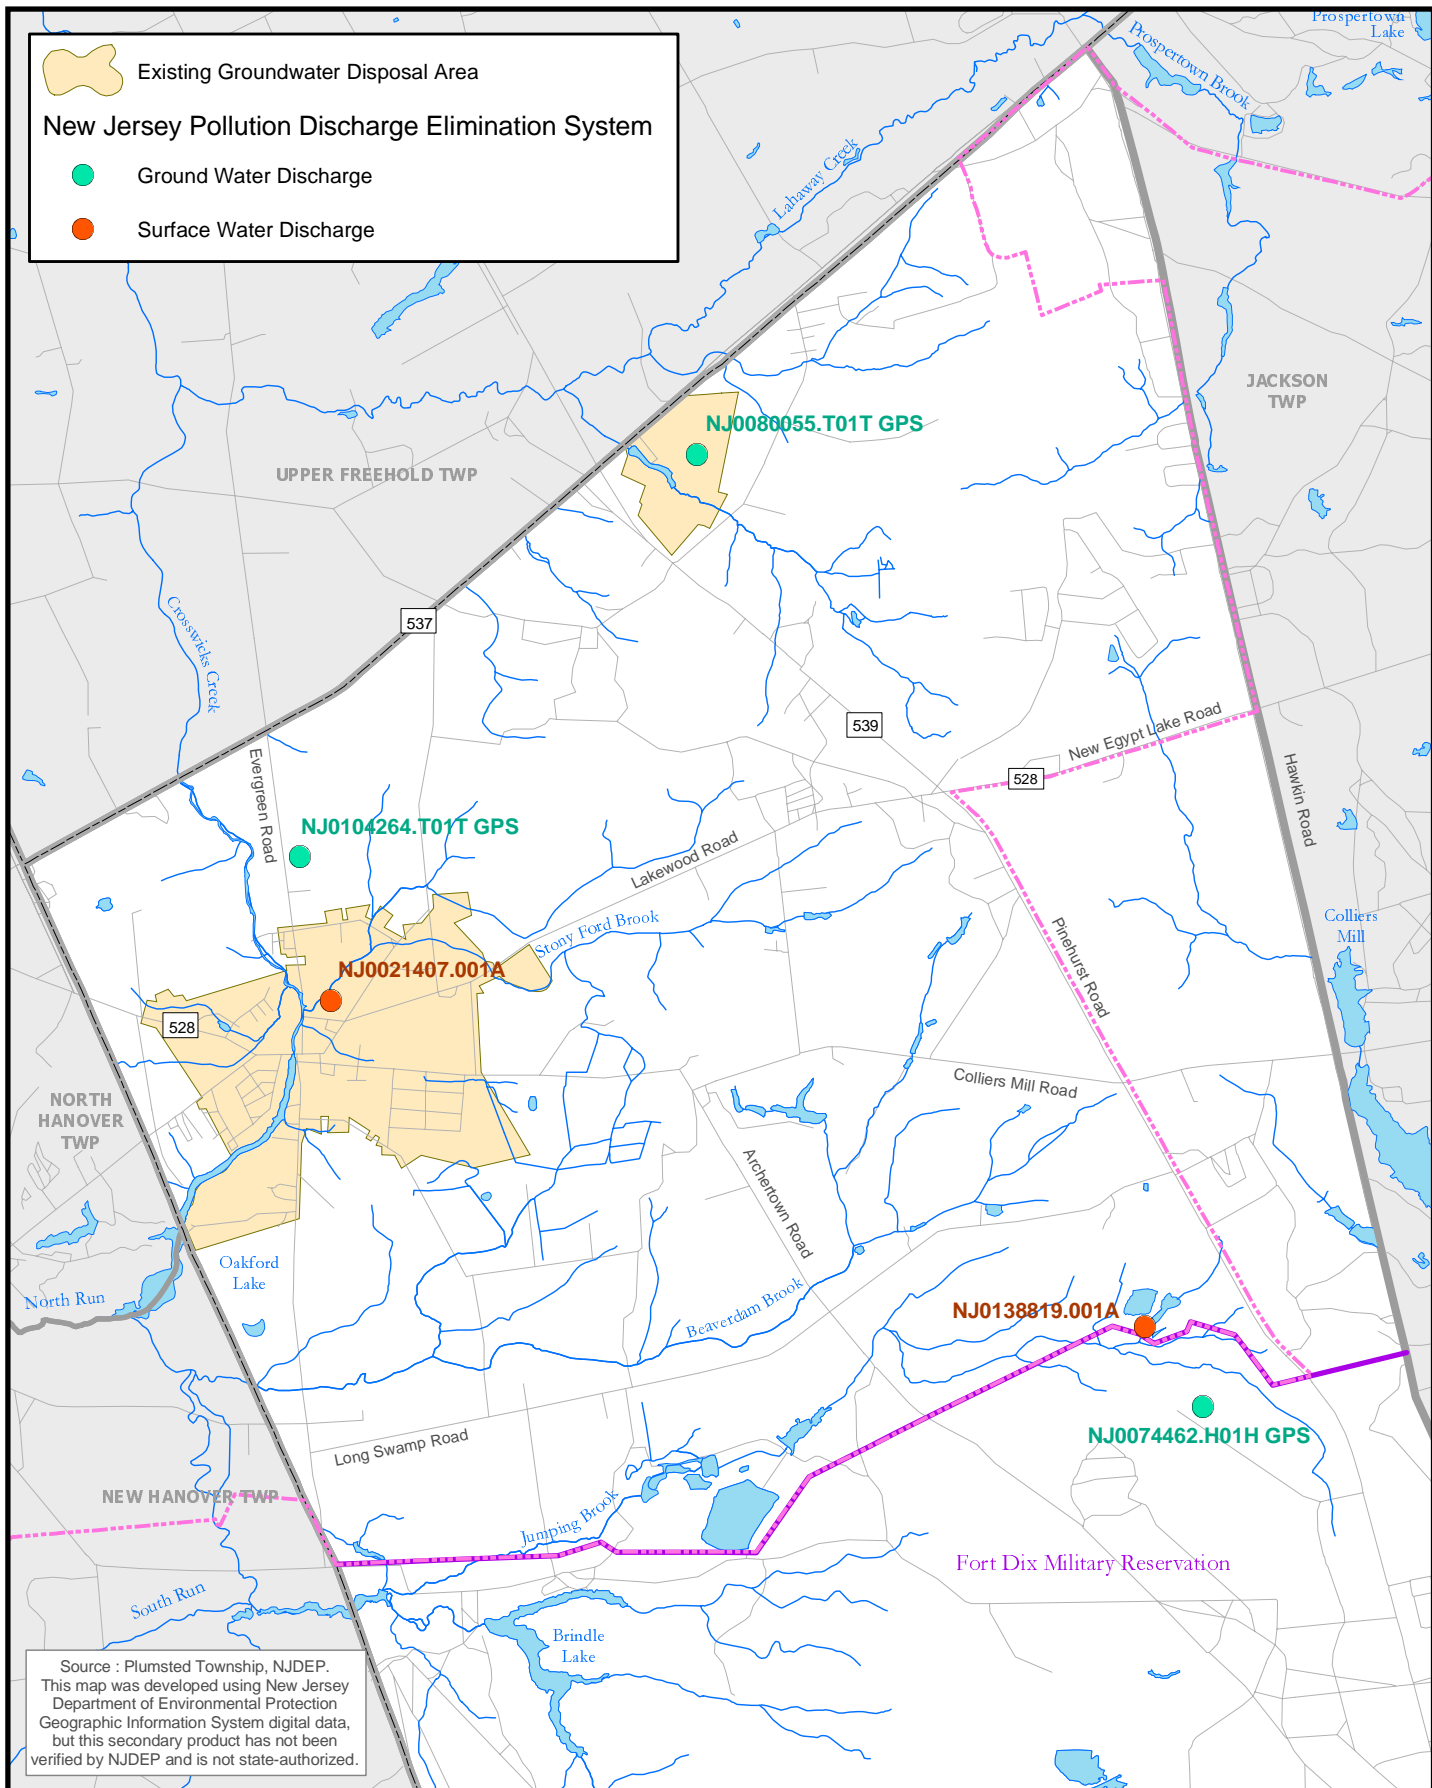 Existing Groundwater Disposal Area
New Jersey Pollution Discharge Elimination System
Ground Water Discharge
Surface Water Discharge
Prospertown
Lake
Prospertown Brook
Lahaway Creek
JACKSON
TWP
NJ0080055.T01T GPS
UPPER FREEHOLD TWP
Crosswicks Creek
537
539
New Egypt Lake Road
528
Hawkin Road
Evergreen Road
NJ0104264.T01T GPS
Lakewood Road
Stony Ford Brook
Colliers
Mill
Pinehurst Road
NJ0021407.001A
528
Colliers Mill Road
NORTH
HANOVER
TWP
Archertown Road
Oakford
Lake
North Run
Beaverdam Brook
NJ0138819.001A
NJ0074462.H01H GPS
Long Swamp Road
NEW HANOVER TWP
Jumping Brook
Fort Dix Military Reservation
South Run
Brindle
Lake
Source : Plumsted Township, NJDEP.
This map was developed using New Jersey
Department of Environmental Protection
Geographic Information System digital data,
but this secondary product has not been
verified by NJDEP and is not state-authorized.